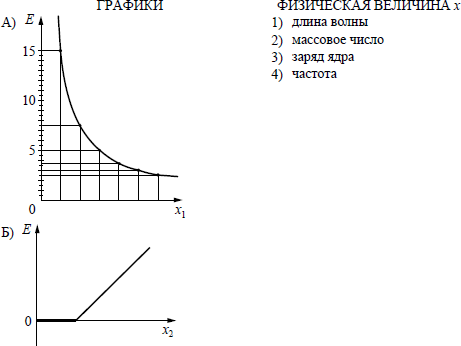 ГРАФИКИ
ФИЗИЧЕСКАЯ ВЕЛИЧИНА x
А)
E
15
10
5
0
x₁
1) длина волны
2) массовое число
3) заряд ядра
4) частота
Б)
E
0
x₂